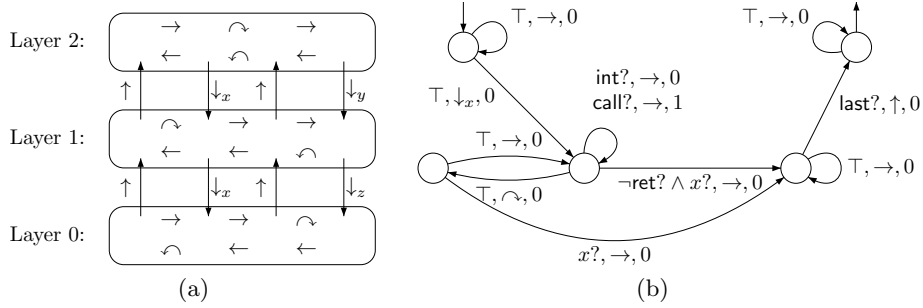 Layer 2:
→ ↷ →
← ↶ ←
↑ ↓x ↑ ↓y
Layer 1:
↷ → →
← ← ↶
↑ ↓x ↑ ↓z
Layer 0:
→ → ↷
↶ ← ←
(a)
⊤, →, 0
⊤, →, 0
⊤, ↓x, 0
int?, →, 0
call?, →, 1
last?, ↑, 0
⊤, →, 0
⊤, →, 0
⊤, ↷, 0
¬ret? ∧ x?, →, 0
x?, →, 0
(b)